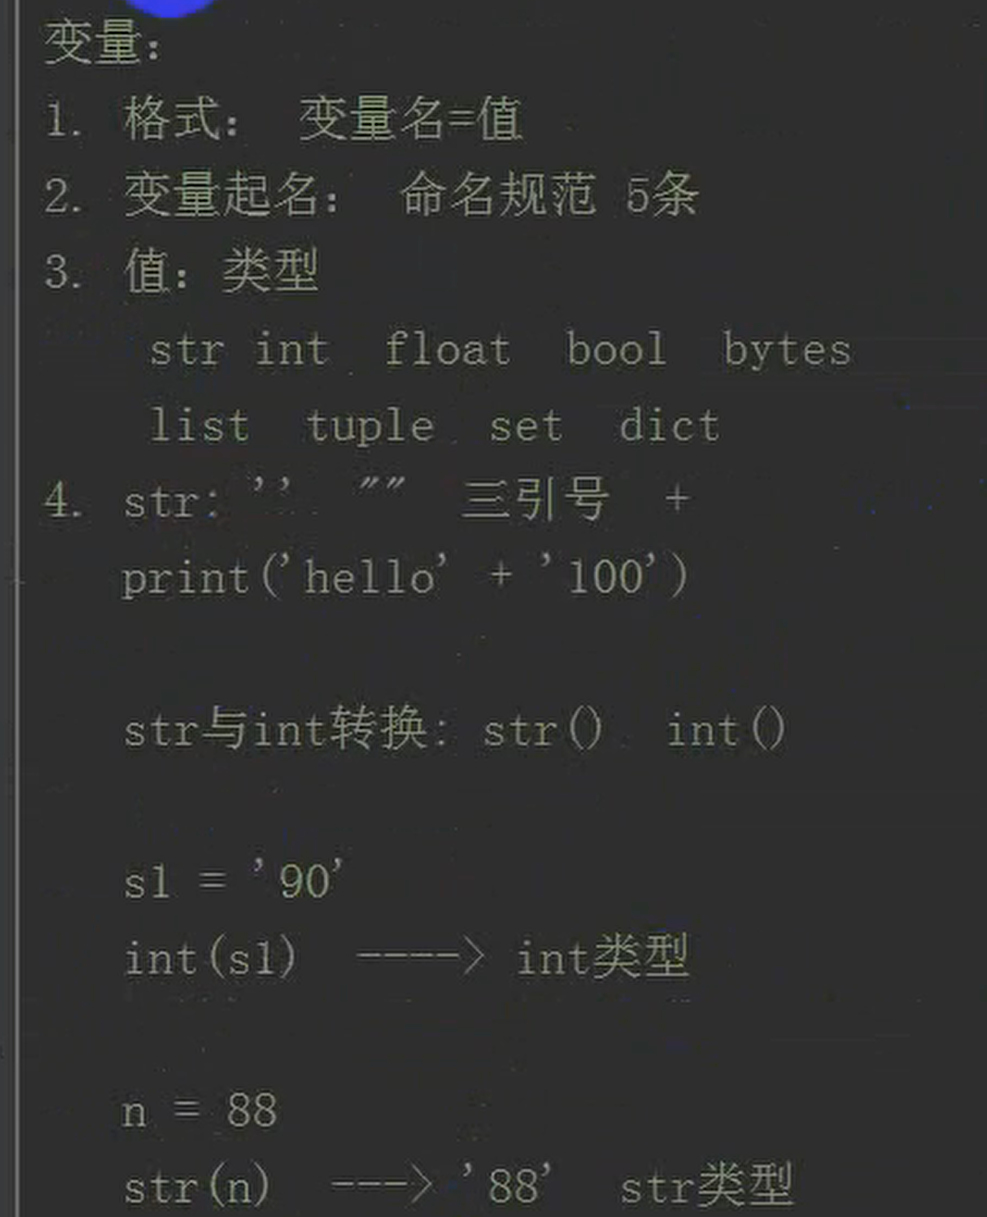 变量：
1. 格式： 变量名=值
2. 变量起名： 命名规范 5条
3. 值：类型
str int float bool bytes
list tuple set dict
4. str: '' "" 三引号 +
print('hello' + '100')
str与int转换: str() int()
s1 = '90'
int(s1) ----> int类型
n = 88
str(n) ---> '88' str类型